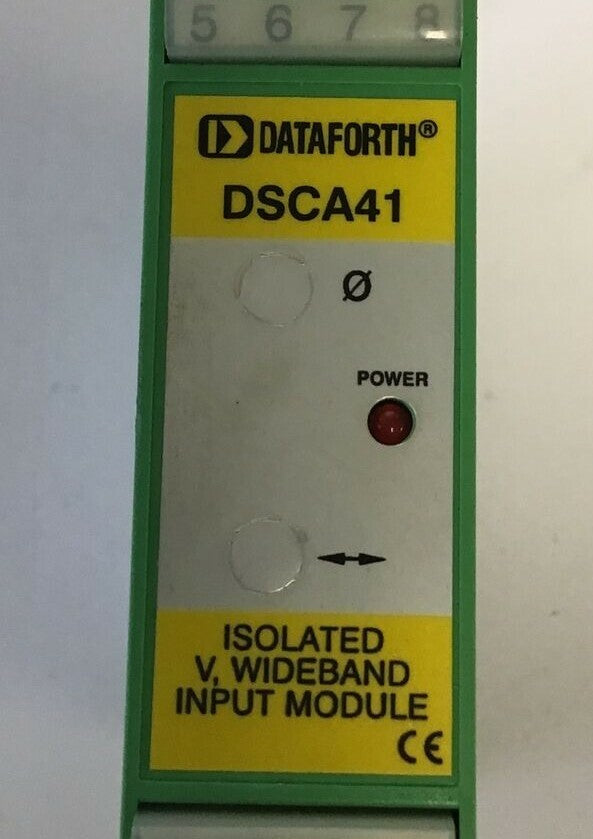 5 6 7 8
DATAFORTH®
DSCA41
Ø
POWER
ISOLATED
V, WIDEBAND
INPUT MODULE
CE